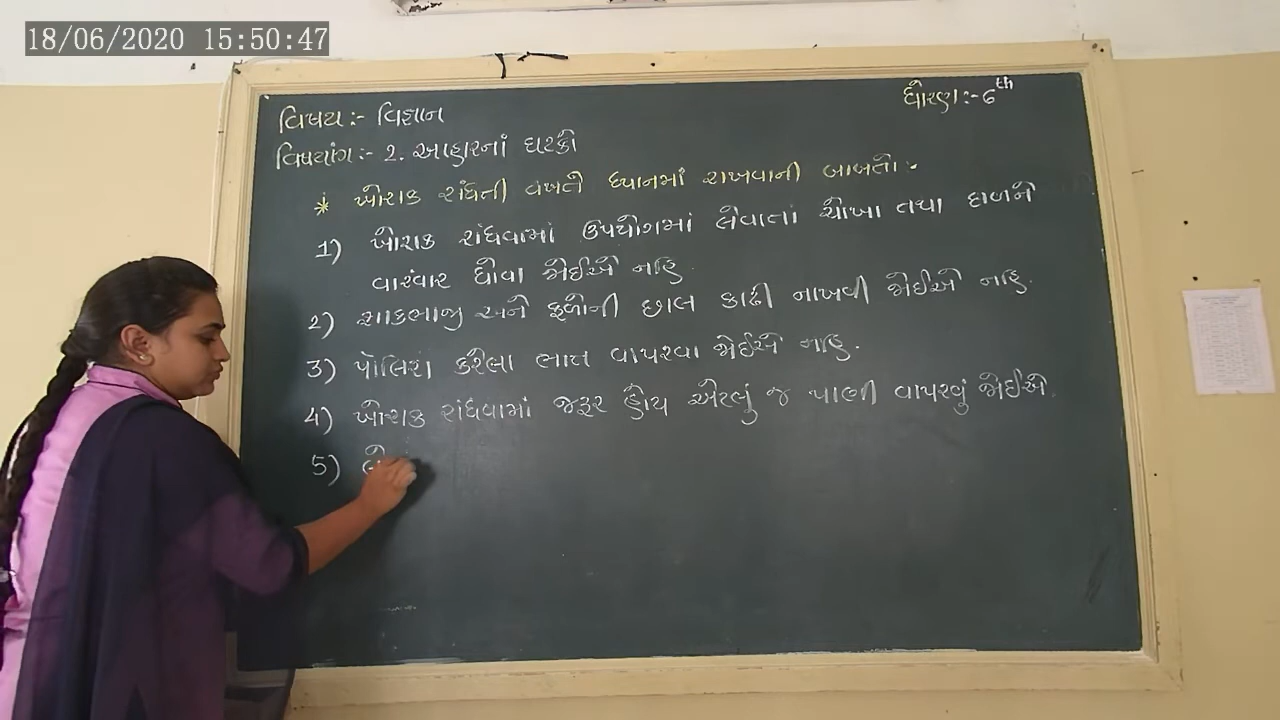 18/06/2020 15:50:47
ધોરણ:-6th
વિષય:- વિજ્ઞાન
વિષયાંગ:- 2. આહારનાં ઘટકો
* ખોરાક રાંધતી વખતે ધ્યાનમાં રાખવાની બાબતો:-
1) ખોરાક રાંધવામાં ઉપયોગમાં લેવાતાં ચોખા તથા દાળને
વારંવાર ધોવા જોઈએ નહિ.
2) શાકભાજી અને ફળોની છાલ કાઢી નાખવી જોઈએ નહિ.
3) પોલિશ કરેલા ભાત વાપરવા જોઈએ નહિ.
4) ખોરાક રાંધવામાં જરૂર હોય એટલું જ પાણી વાપરવું જોઈએ.
5)